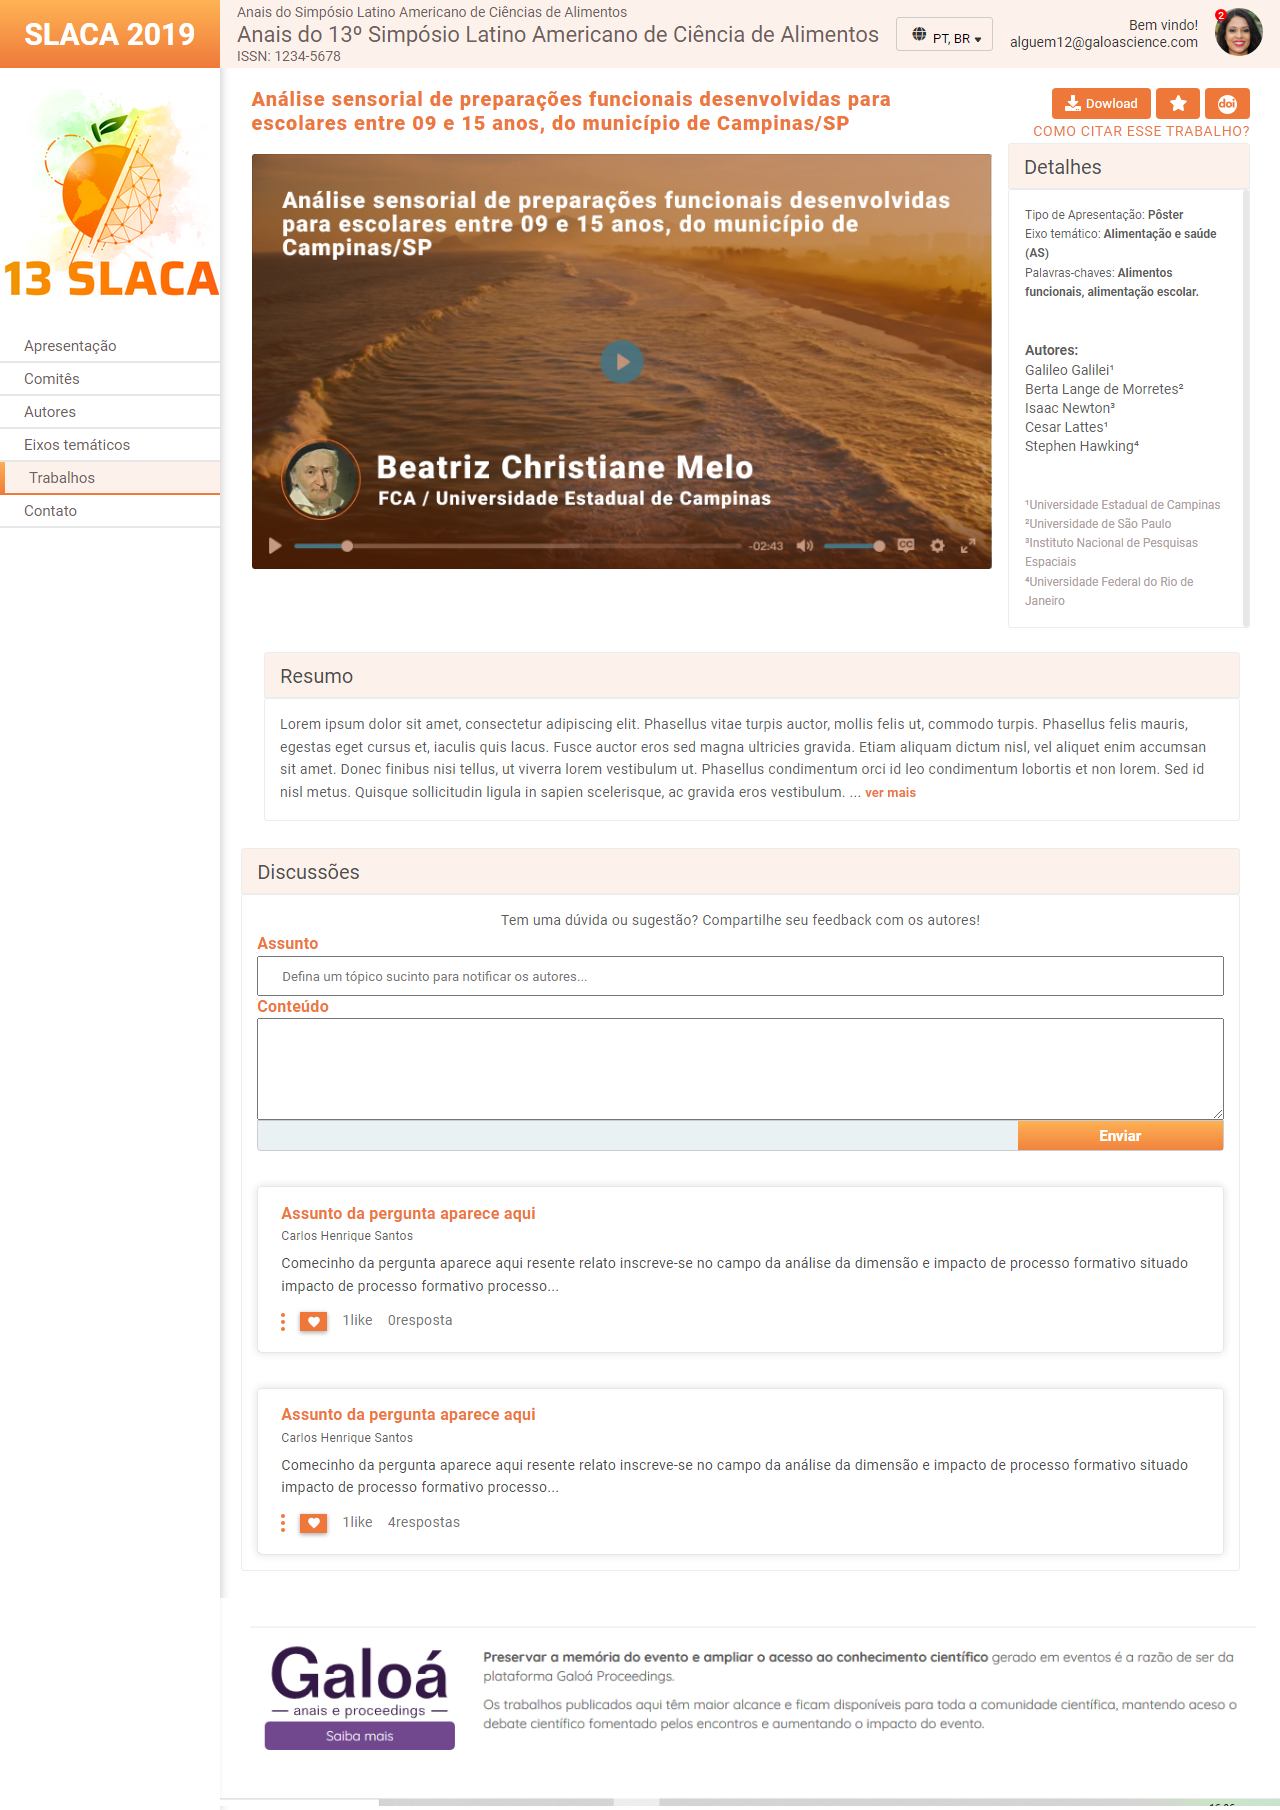 SLACA 2019
Anais do Simpósio Latino Americano de Ciências de Alimentos
Anais do 13º Simpósio Latino Americano de Ciência de Alimentos
ISSN: 1234-5678
PT, BR
Bem vindo!
alguem12@galoascience.com
2
13 SLACA
Apresentação
Comitês
Autores
Eixos temáticos
Trabalhos
Contato
Análise sensorial de preparações funcionais desenvolvidas para
escolares entre 09 e 15 anos, do município de Campinas/SP
Dowload
doi
COMO CITAR ESSE TRABALHO?
Análise sensorial de preparações funcionais desenvolvidas
para escolares entre 09 e 15 anos, do município de
Campinas/SP
Beatriz Christiane Melo
FCA / Universidade Estadual de Campinas
-02:43
CC
Detalhes
Tipo de Apresentação: Pôster
Eixo temático: Alimentação e saúde
(AS)
Palavras-chaves: Alimentos
funcionais, alimentação escolar.
Autores:
Galileo Galilei¹
Berta Lange de Morretes²
Isaac Newton³
Cesar Lattes¹
Stephen Hawking⁴
¹Universidade Estadual de Campinas
²Universidade de São Paulo
³Instituto Nacional de Pesquisas
Espaciais
⁴Universidade Federal do Rio de
Janeiro
Resumo
Lorem ipsum dolor sit amet, consectetur adipiscing elit. Phasellus vitae turpis auctor, mollis felis ut, commodo turpis. Phasellus felis mauris,
egestas eget cursus et, iaculis quis lacus. Fusce auctor eros sed magna ultricies gravida. Etiam aliquam dictum nisl, vel aliquet enim accumsan
sit amet. Donec finibus nisi tellus, ut viverra lorem vestibulum ut. Phasellus condimentum orci id leo condimentum lobortis et non lorem. Sed id
nisl metus. Quisque sollicitudin ligula in sapien scelerisque, ac gravida eros vestibulum. ... ver mais
Discussões
Tem uma dúvida ou sugestão? Compartilhe seu feedback com os autores!
Assunto
Defina um tópico sucinto para notificar os autores...
Conteúdo
Enviar
Assunto da pergunta aparece aqui
Carlos Henrique Santos
Comecinho da pergunta aparece aqui resente relato inscreve-se no campo da análise da dimensão e impacto de processo formativo situado
impacto de processo formativo processo...
1like 0resposta
Assunto da pergunta aparece aqui
Carlos Henrique Santos
Comecinho da pergunta aparece aqui resente relato inscreve-se no campo da análise da dimensão e impacto de processo formativo situado
impacto de processo formativo processo...
1like 4respostas
Galoá
anais e proceedings
Saiba mais
Preservar a memória do evento e ampliar o acesso ao conhecimento científico gerado em eventos é a razão de ser da
plataforma Galoá Proceedings.
Os trabalhos publicados aqui têm maior alcance e ficam disponíveis para toda a comunidade científica, mantendo aceso o
debate científico fomentado pelos encontros e aumentando o impacto do evento.